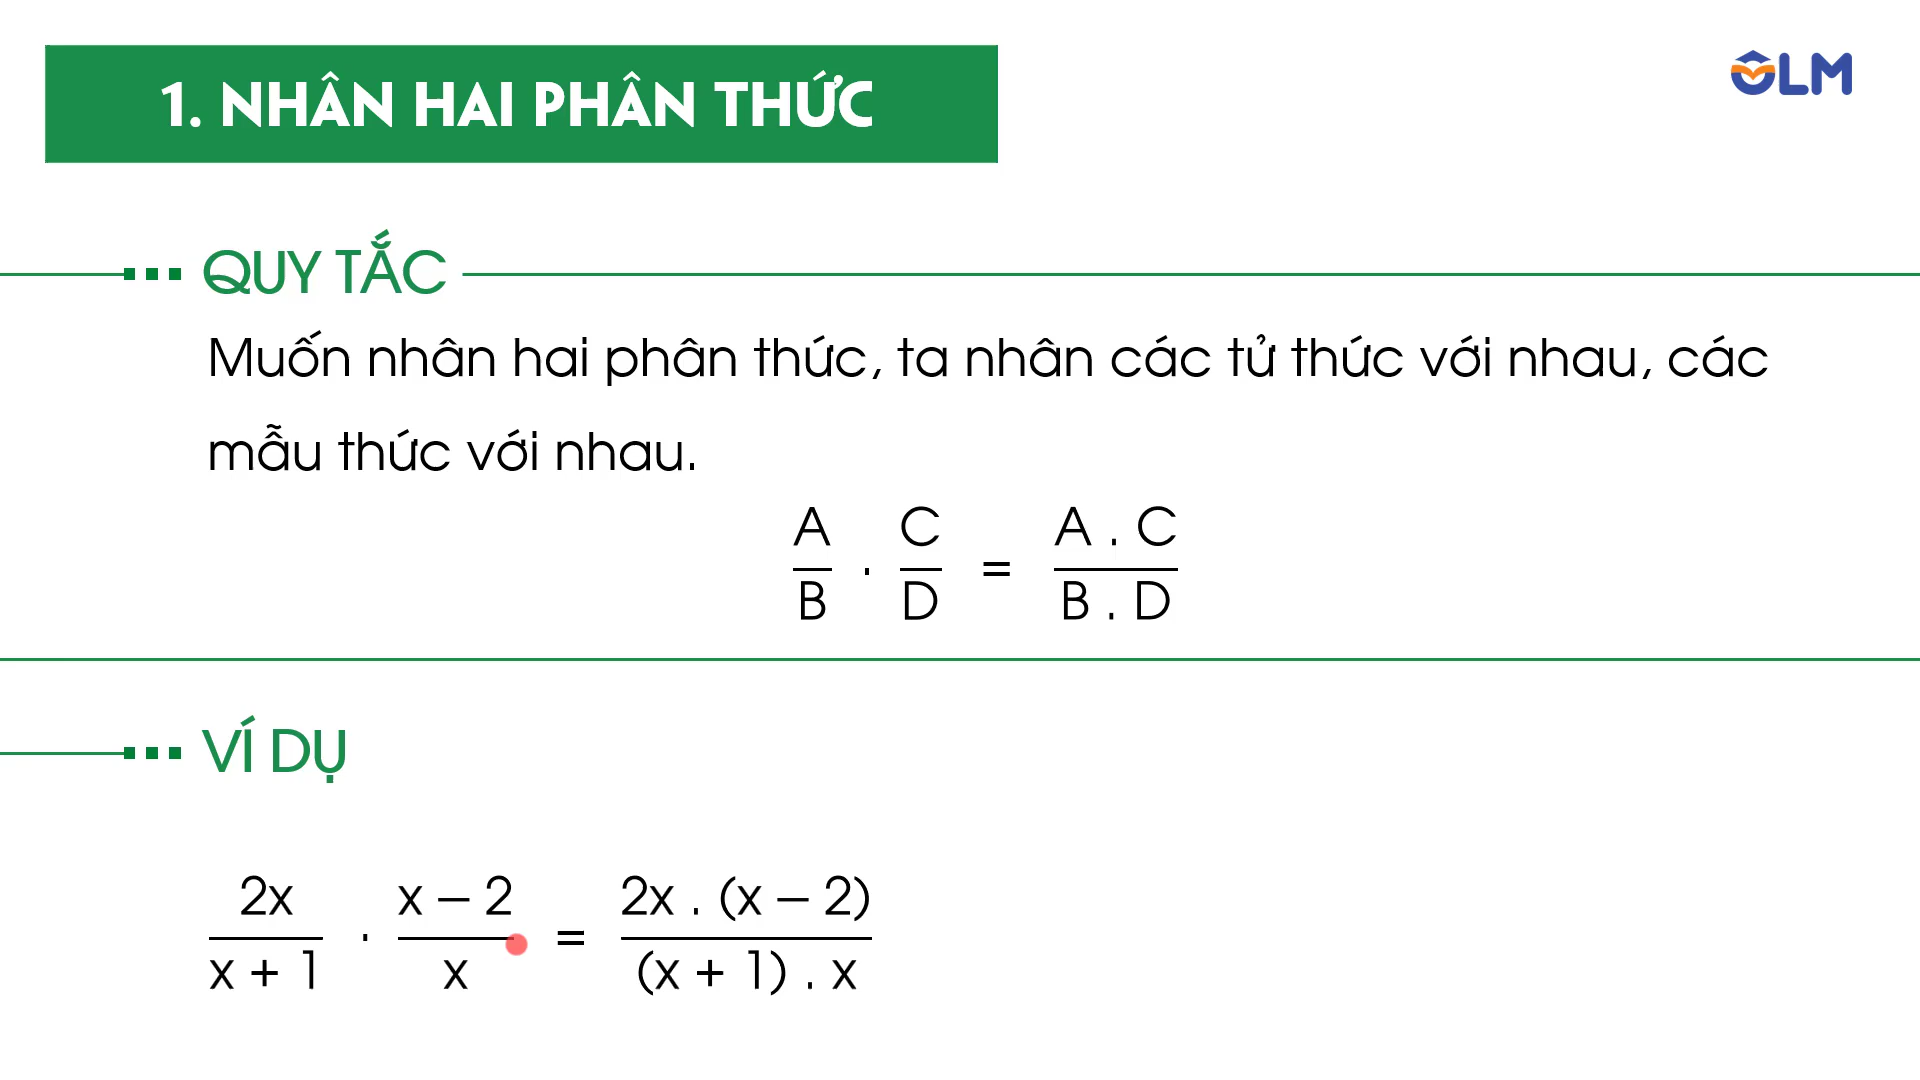 1. NHÂN HAI PHÂN THỨC
OLM
QUY TẮC
Muốn nhân hai phân thức, ta nhân các tử thức với nhau, các
mẫu thức với nhau.
A/B . C/D = A . C/B . D
VÍ DỤ
2x/x + 1 . x – 2/x = 2x . (x – 2)/(x + 1) . x